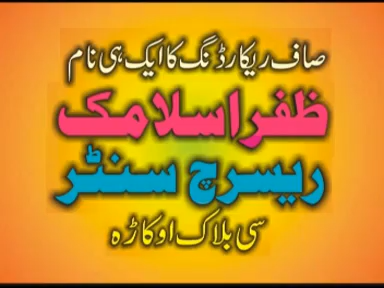 صاف ریکارڈنگ کا ایک ہی نام
ظفر اسلامک
ریسرچ سنٹر
سی بلاک اوکاڑہ